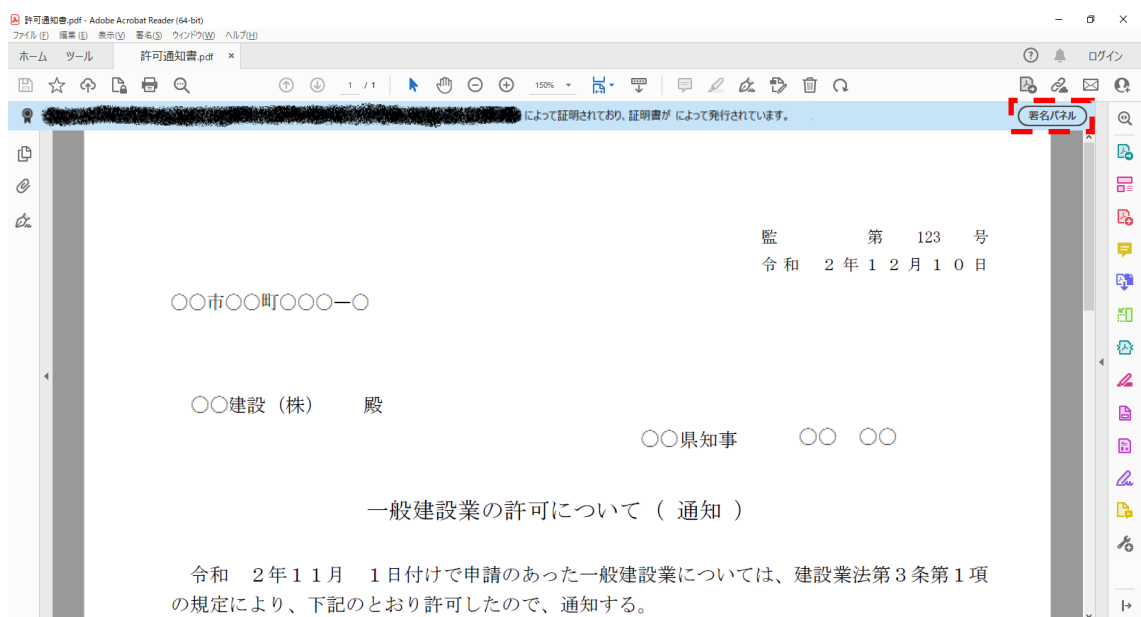 許可通知書.pdf - Adobe Acrobat Reader (64-bit)
ファイル(F) 編集(E) 表示(V) 署名(S) ウィンドウ(W) ヘルプ(H)
ホーム ツール 許可通知書.pdf × ログイン
1 / 1 150%
によって証明されており、証明書が によって発行されています。 署名パネル
監 第 123 号
令和 2年12月10日
○○市○○町○○○ー○
○○建設（株） 殿
○○県知事 ○○ ○○
一般建設業の許可について（ 通知 ）
令和 2年11月 1日付けで申請のあった一般建設業については、建設業法第3条第1項
の規定により、下記のとおり許可したので、通知する。